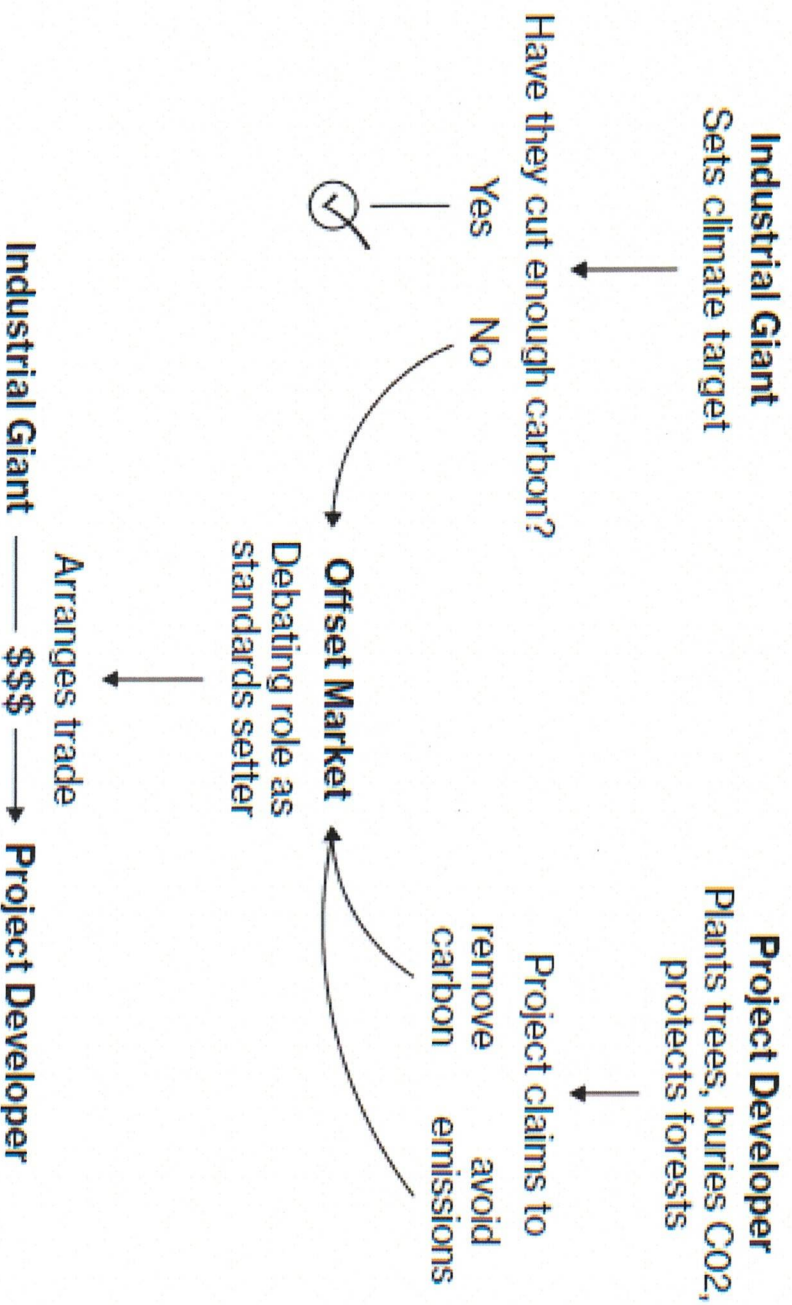 Industrial Giant
Sets climate target
Have they cut enough carbon?
Yes No
Project Developer
Plants trees, buries CO2,
protects forests
Project claims to
remove avoid
carbon emissions
Offset Market
Debating role as
standards setter
Arranges trade
Industrial Giant $$$ Project Developer